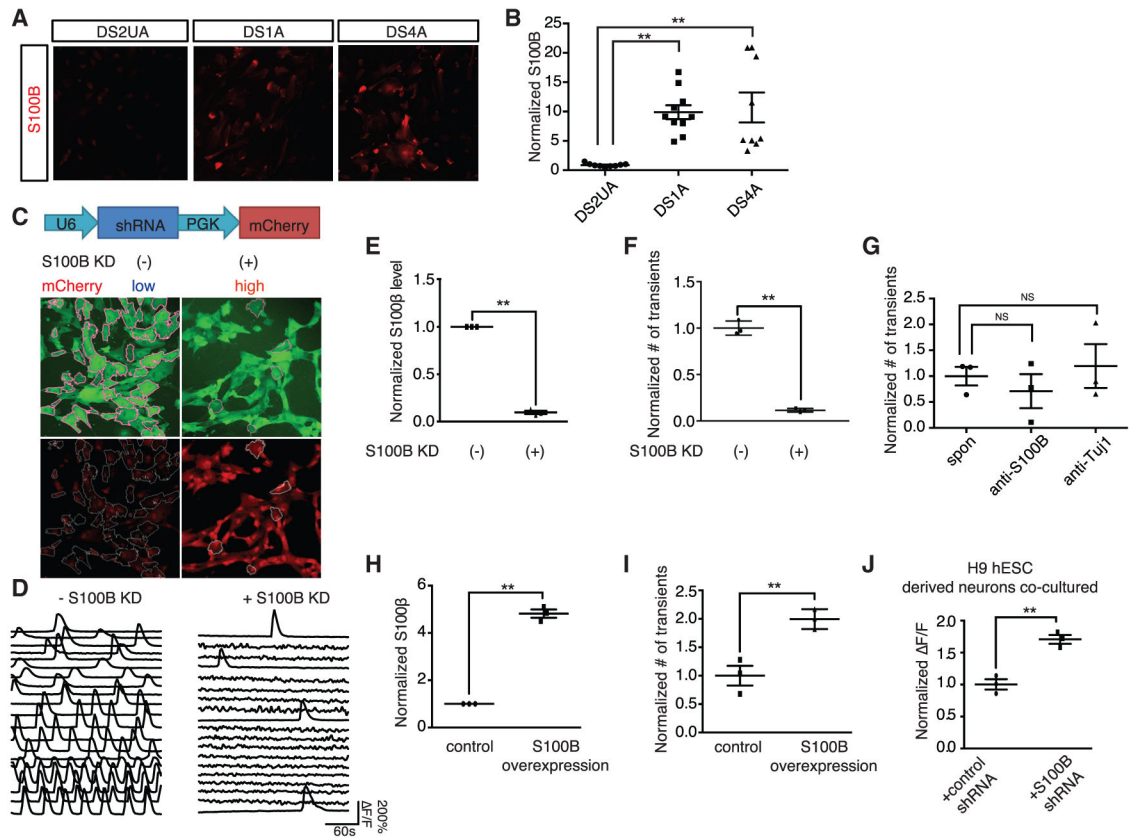 A
DS2UA DS1A DS4A
S100B
B
**
**
Normalized S100B
25
20
15
10
5
0
DS2UA DS1A DS4A
C
U6 shRNA PGK mCherry
S100B KD (-) (+)
mCherry low high
D
- S100B KD + S100B KD
200%
ΔF/F
60s
E
Normalized S100β level
1.5
1.0
0.5
0.0
**
S100B KD (-) (+)
F
Normalized # of transients
1.5
1.0
0.5
0.0
**
S100B KD (-) (+)
G
Normalized # of transients
2.5
2.0
1.5
1.0
0.5
0.0
NS
NS
spon anti-S100B anti-Tuj1
H
Normalized S100β
6
4
2
0
**
control S100B
overexpression
I
Normalized # of transients
2.5
2.0
1.5
1.0
0.5
0.0
**
control S100B
overexpression
J
H9 hESC
derived neurons co-cultured
Normalized ΔF/F
2.0
1.5
1.0
0.5
0.0
**
+control
shRNA
+S100B
shRNA